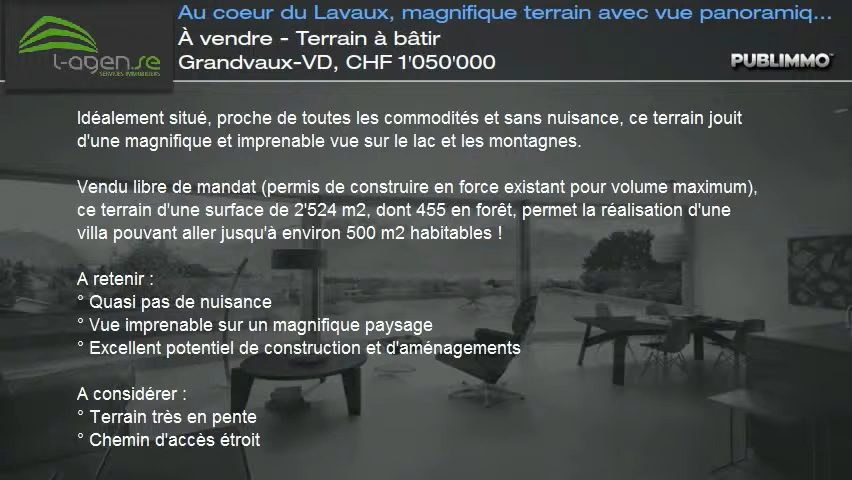 Au coeur du Lavaux, magnifique terrain avec vue panoramiq...
À vendre - Terrain à bâtir
Grandvaux-VD, CHF 1'050'000
l-agen.se
SERVICES IMMOBILIERS
PUBLIMMO
Idéalement situé, proche de toutes les commodités et sans nuisance, ce terrain jouit
d'une magnifique et imprenable vue sur le lac et les montagnes.
Vendu libre de mandat (permis de construire en force existant pour volume maximum),
ce terrain d'une surface de 2'524 m2, dont 455 en forêt, permet la réalisation d'une
villa pouvant aller jusqu'à environ 500 m2 habitables !
A retenir :
° Quasi pas de nuisance
° Vue imprenable sur un magnifique paysage
° Excellent potentiel de construction et d'aménagements
A considérer :
° Terrain très en pente
° Chemin d'accès étroit